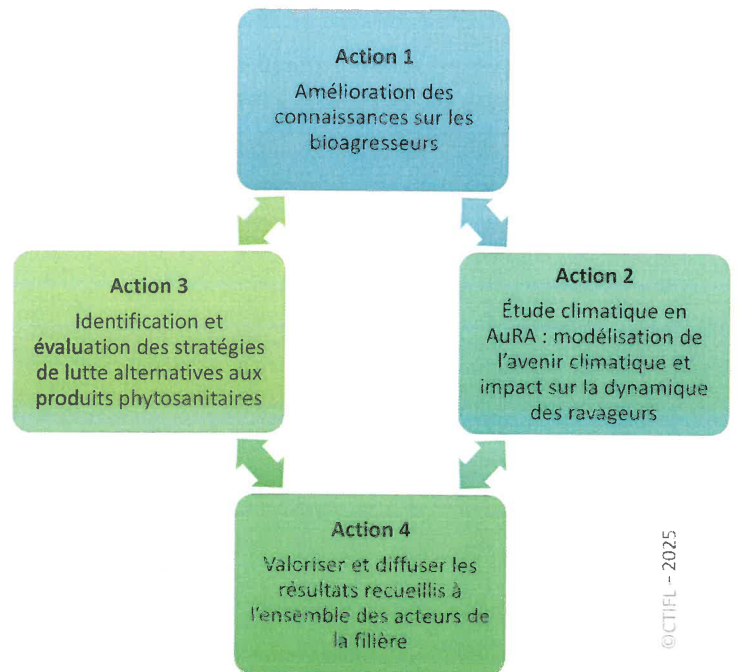 Action 1
Amélioration des
connaissances sur les
bioagresseurs
Action 3
Identification et
évaluation des stratégies
de lutte alternatives aux
produits phytosanitaires
Action 2
Étude climatique en
AuRA : modélisation de
l'avenir climatique et
impact sur la dynamique
des ravageurs
Action 4
Valoriser et diffuser les
résultats recueillis à
l'ensemble des acteurs de
la filière
©CTIFL - 2025